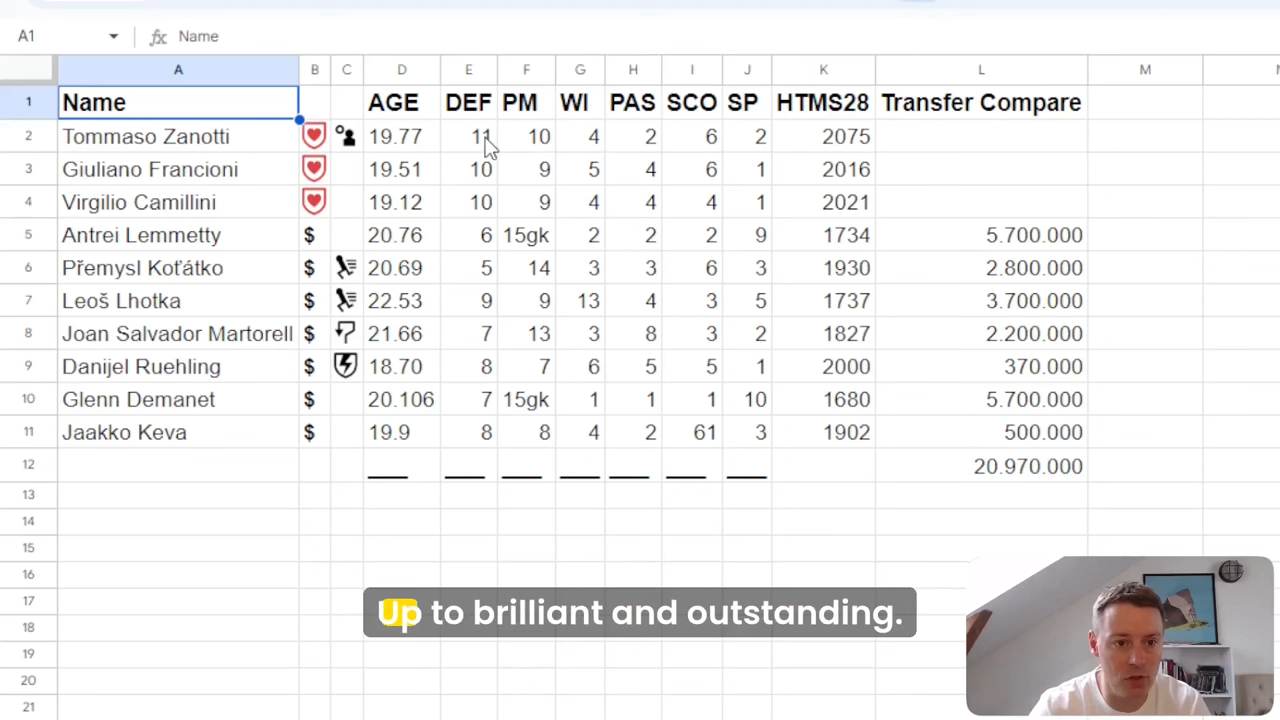 A1 fx Name
A B C D E F G H I J K L M
1 Name AGE DEF PM WI PAS SCO SP HTMS28 Transfer Compare
2 Tommaso Zanotti 19.77 11 10 4 2 6 2 2075
3 Giuliano Francioni 19.51 10 9 5 4 6 1 2016
4 Virgilio Camillini 19.12 10 9 4 4 4 1 2021
5 Antrei Lemmetty $ 20.76 6 15gk 2 2 2 9 1734 5.700.000
6 Přemysl Koťátko $ 20.69 5 14 3 3 6 3 1930 2.800.000
7 Leoš Lhotka $ 22.53 9 9 13 4 3 5 1737 3.700.000
8 Joan Salvador Martorell $ 21.66 7 13 3 8 3 2 1827 2.200.000
9 Danijel Ruehling $ 18.70 8 7 6 5 5 1 2000 370.000
10 Glenn Demanet $ 20.106 7 15gk 1 1 1 10 1680 5.700.000
11 Jaakko Keva $ 19.9 8 8 4 2 61 3 1902 500.000
12 20.970.000
13
14
15
16
17
18
19
20
21
Up to brilliant and outstanding.